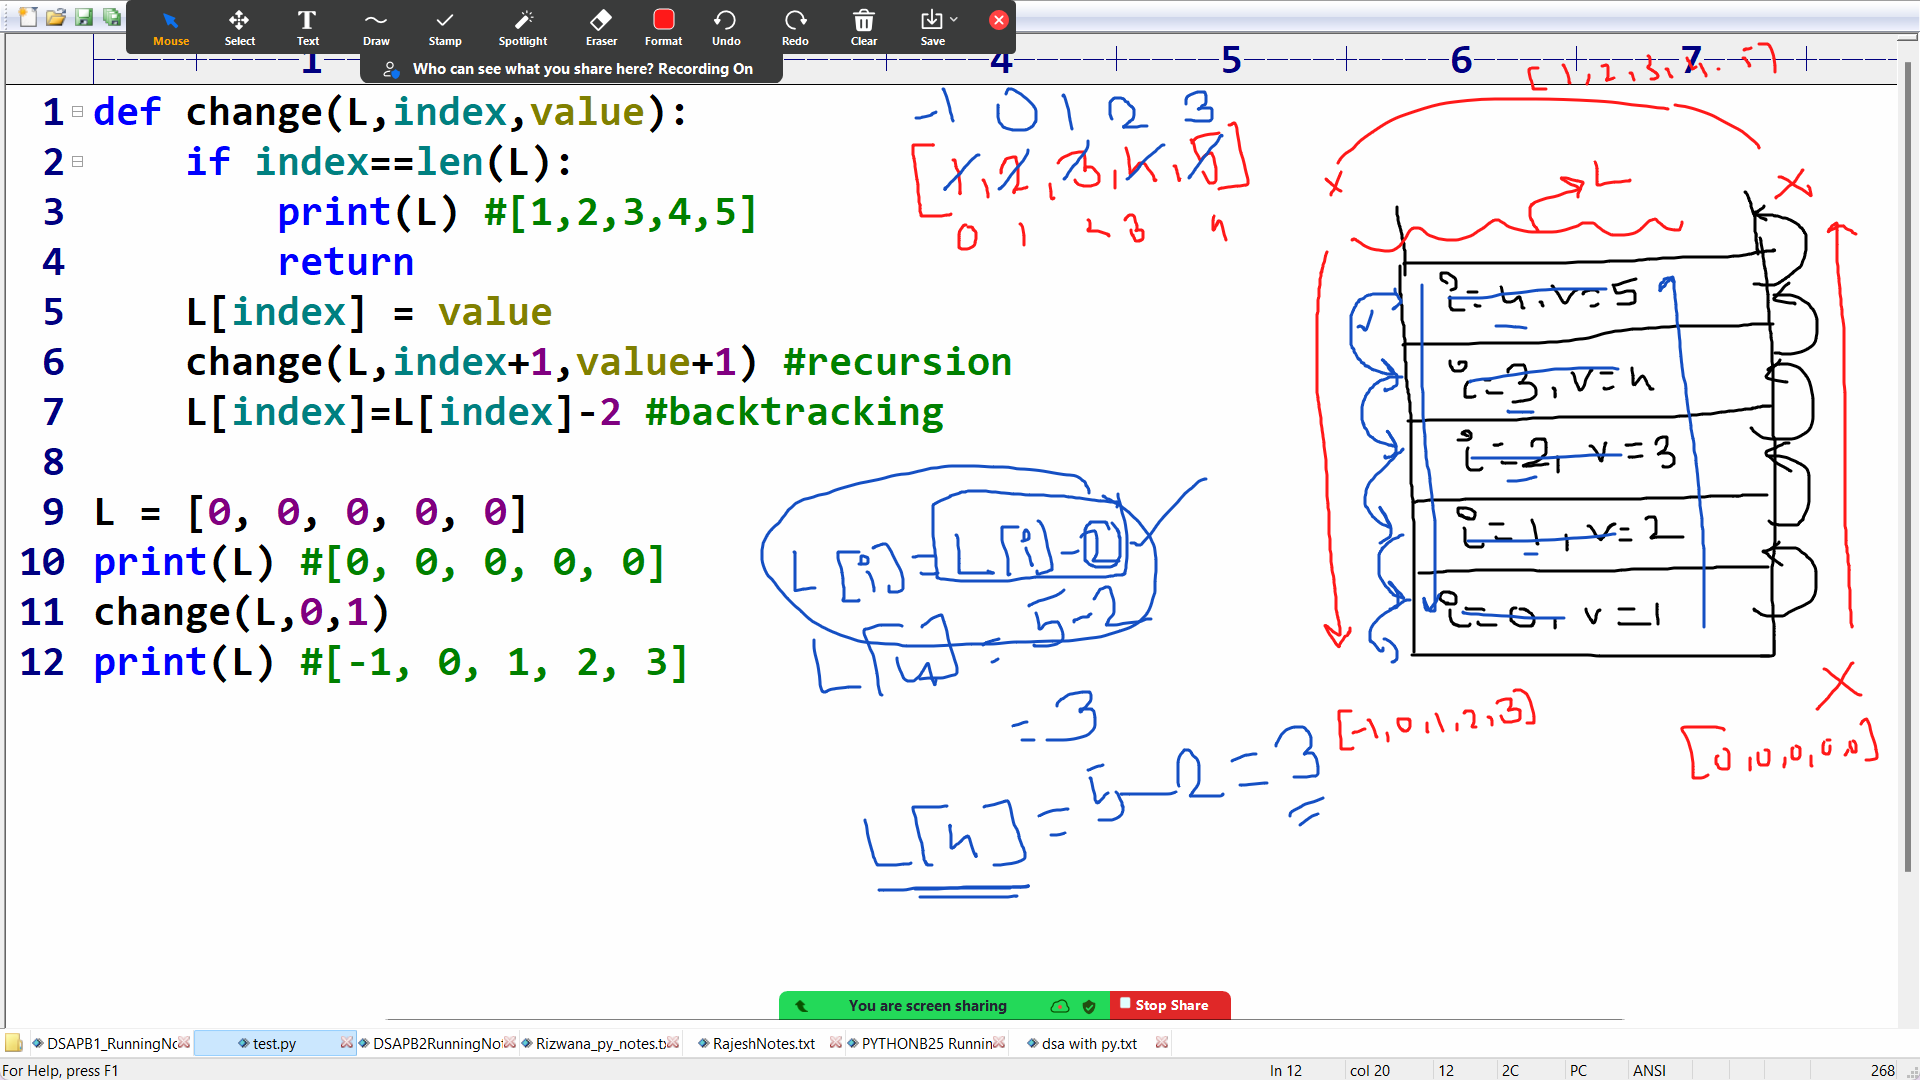 Mouse Select Text Draw Stamp Spotlight Eraser Format Undo Redo Clear Save
Who can see what you share here? Recording On
1 4 5 6 7
[1,2,3,4,5]
1 def change(L,index,value):
2 if index==len(L):
3 print(L) #[1,2,3,4,5]
4 return
5 L[index] = value
6 change(L,index+1,value+1) #recursion
7 L[index]=L[index]-2 #backtracking
8
9 L = [0, 0, 0, 0, 0]
10 print(L) #[0, 0, 0, 0, 0]
11 change(L,0,1)
12 print(L) #[-1, 0, 1, 2, 3]
-1 0 1 2 3
[1,2,3,4,5]
0 1 2 3 4
L
i=4,v=5
i=3,v=4
i=2,v=3
i=1,v=2
i=0,v=1
L[i]=L[i]-2
L[4]=5-2
=3
L[4]=5-2=3
[-1,0,1,2,3]
[0,0,0,0,0]
You are screen sharing Stop Share
DSAPB1_RunningNo test.py DSAPB2RunningNo Rizwana_py_notes.tx RajeshNotes.txt PYTHONB25 Runnin dsa with py.txt
For Help, press F1 ln 12 col 20 12 2C PC ANSI 268